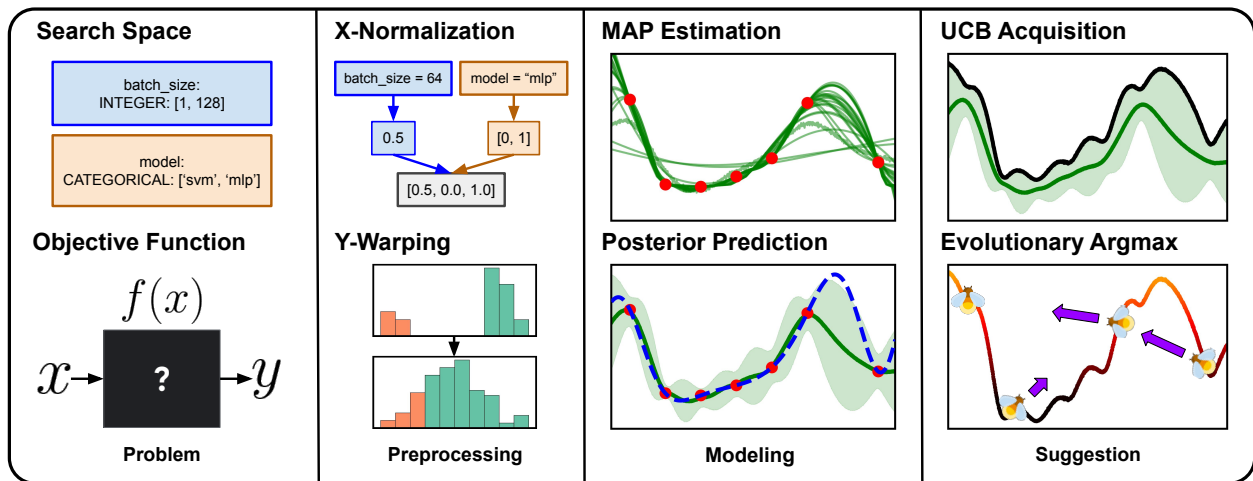 Search Space
batch_size:
INTEGER: [1, 128]
model:
CATEGORICAL: ['svm', 'mlp']
Objective Function
f(x)
x
?
y
Problem
X-Normalization
batch_size = 64
model = “mlp”
0.5
[0, 1]
[0.5, 0.0, 1.0]
Y-Warping
Preprocessing
MAP Estimation
Posterior Prediction
Modeling
UCB Acquisition
Evolutionary Argmax
Suggestion